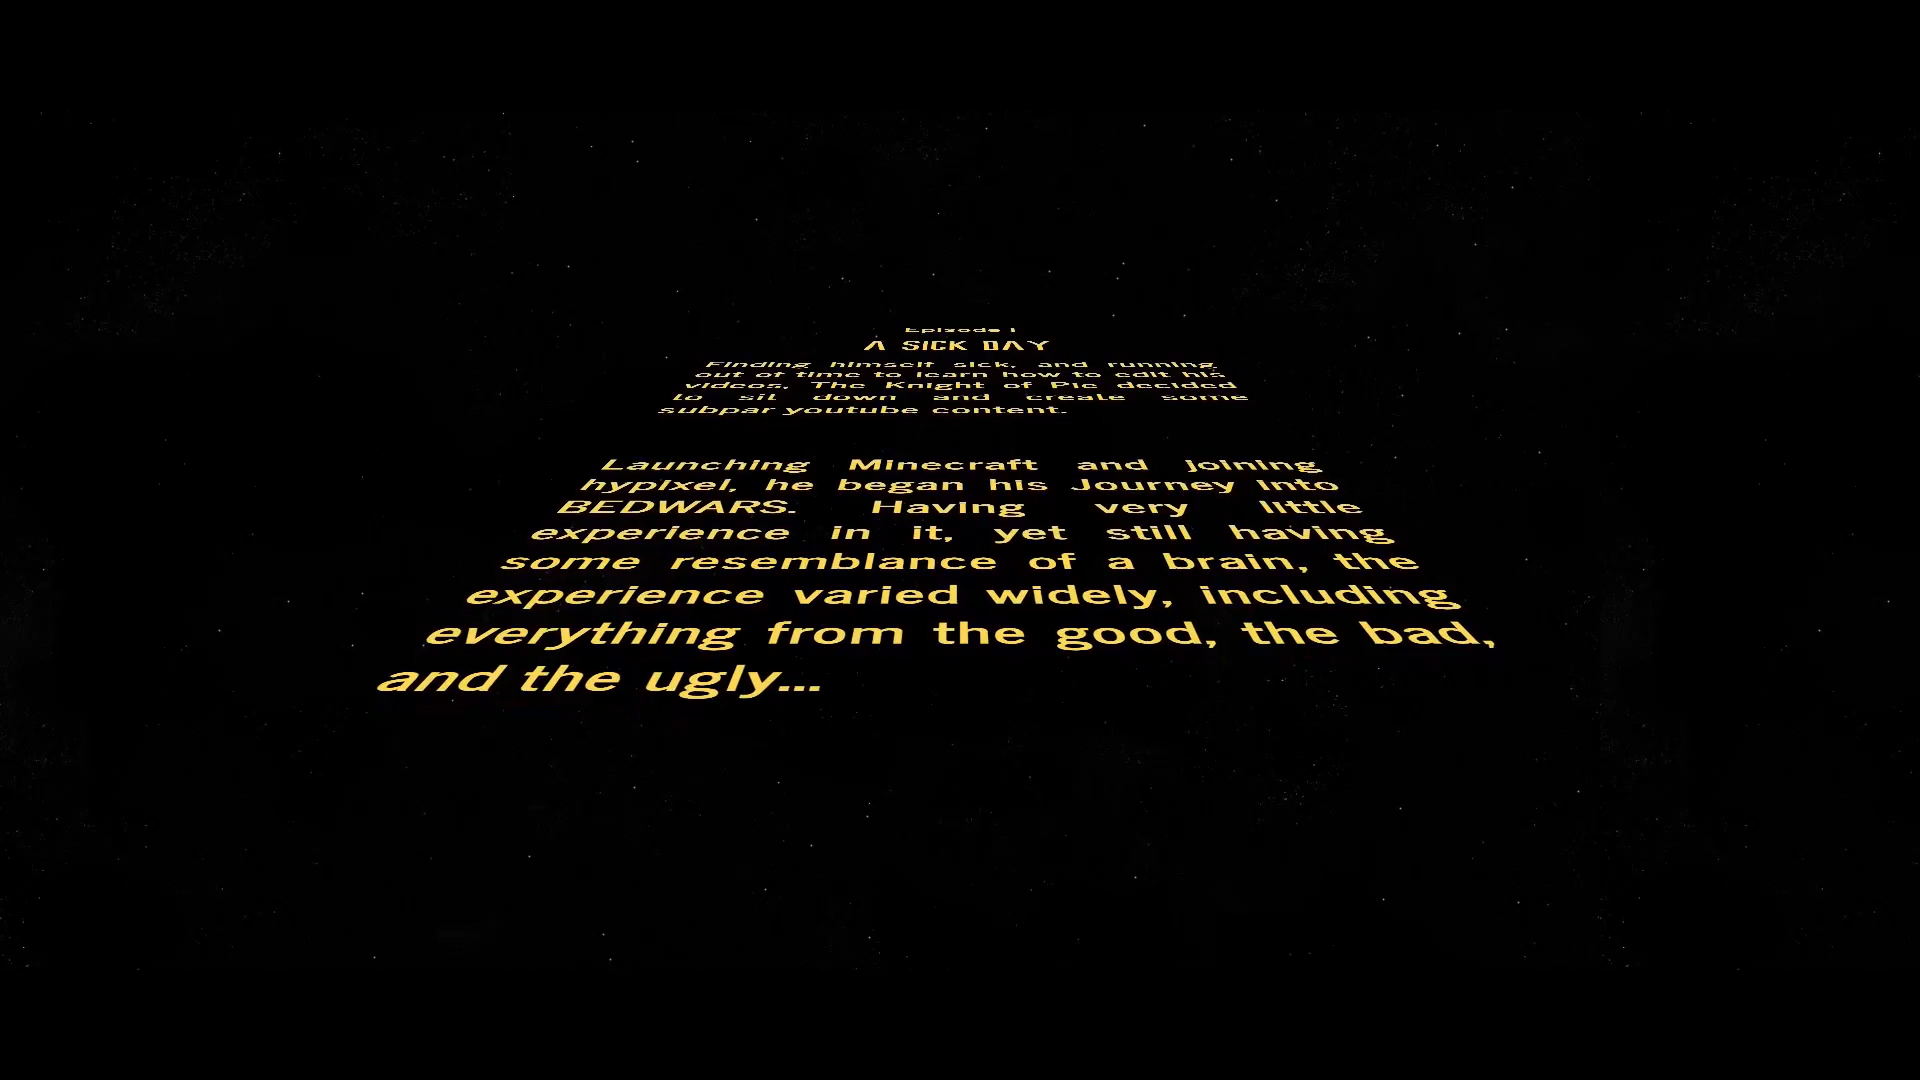 Episode I
A SICK DAY
Finding himself sick, and running
out of time to learn how to edit his
videos, The Knight of Pie decided
to sit down and create some
subpar youtube content.
Launching Minecraft and joining
hypixel, he began his journey into
BEDWARS. Having very little
experience in it, yet still having
some resemblance of a brain, the
experience varied widely, including
everything from the good, the bad,
and the ugly...